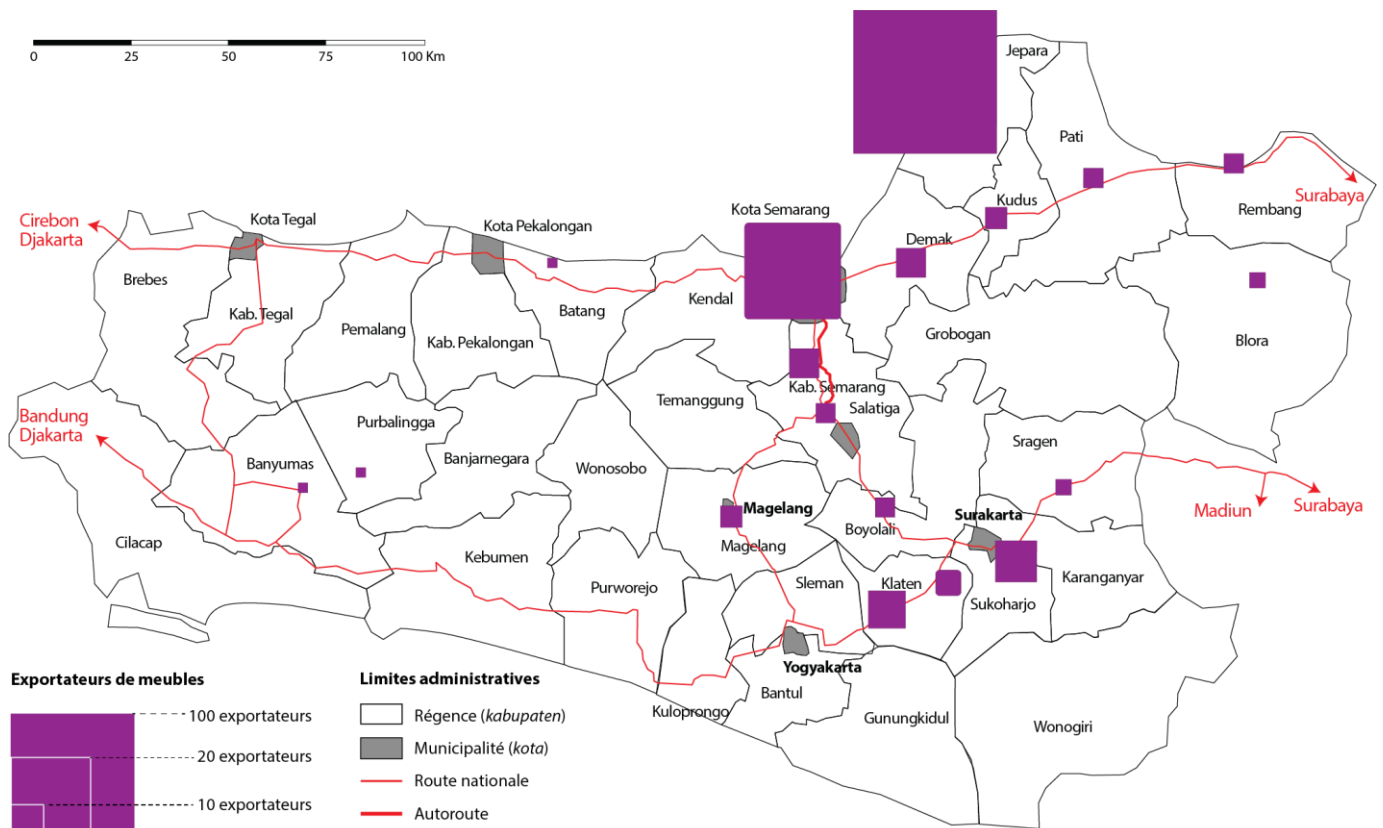 0
25
50
75
100 Km
Jepara
Pati
Kudus
Rembang
Surabaya
Cirebon
Djakarta
Kota Tegal
Kota Pekalongan
Kota Semarang
Demak
Brebes
Kab. Tegal
Pemalang
Kab. Pekalongan
Batang
Kendal
Grobogan
Blora
Kab. Semarang
Salatiga
Temanggung
Bandung
Djakarta
Purbalingga
Banyumas
Banjarnegara
Wonosobo
Sragen
Magelang
Magelang
Boyolali
Surakarta
Madiun
Surabaya
Cilacap
Kebumen
Purworejo
Sleman
Klaten
Sukoharjo
Karanganyar
Yogyakarta
Bantul
Kuloprongo
Gunungkidul
Wonogiri
Exportateurs de meubles
100 exportateurs
20 exportateurs
10 exportateurs
Limites administratives
Régence (kabupaten)
Municipalité (kota)
Route nationale
Autoroute